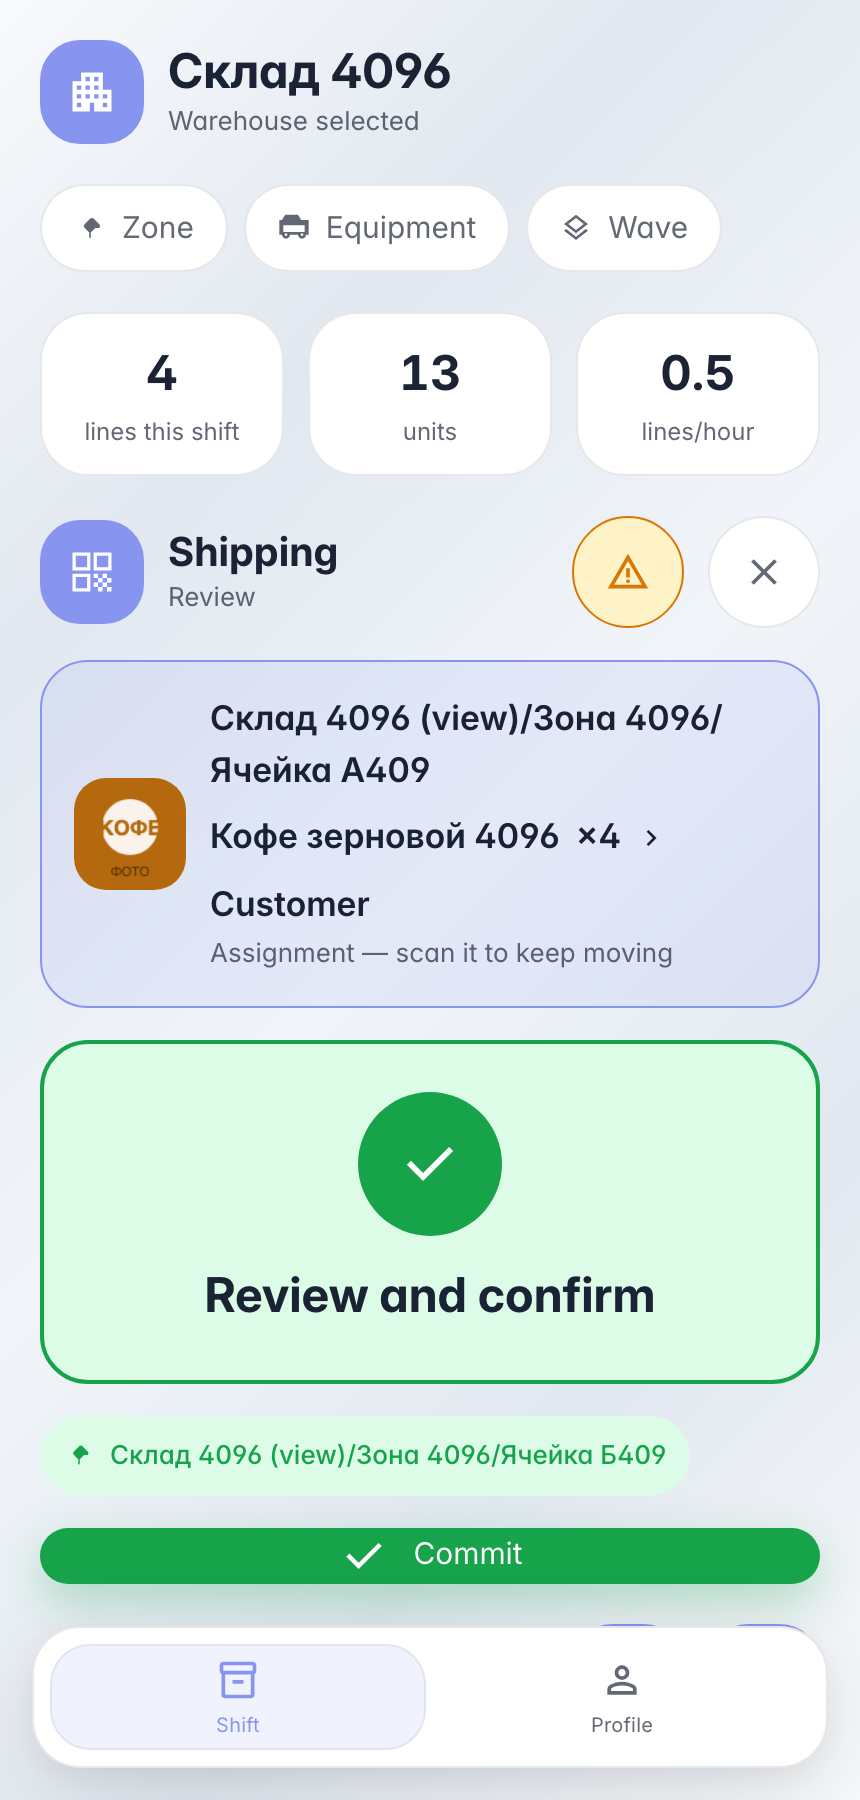 Склад 4096
Warehouse selected
Zone
Equipment
Wave
4
13
0.5
lines this shift
units
lines/hour
Shipping
Review
Склад 4096 (view)/Зона 4096/
Ячейка А409
КОФЕ
ФОТО
Кофе зерновой 4096 ×4
Customer
Assignment — scan it to keep moving
Review and confirm
Склад 4096 (view)/Зона 4096/Ячейка Б409
Commit
Shift
Profile